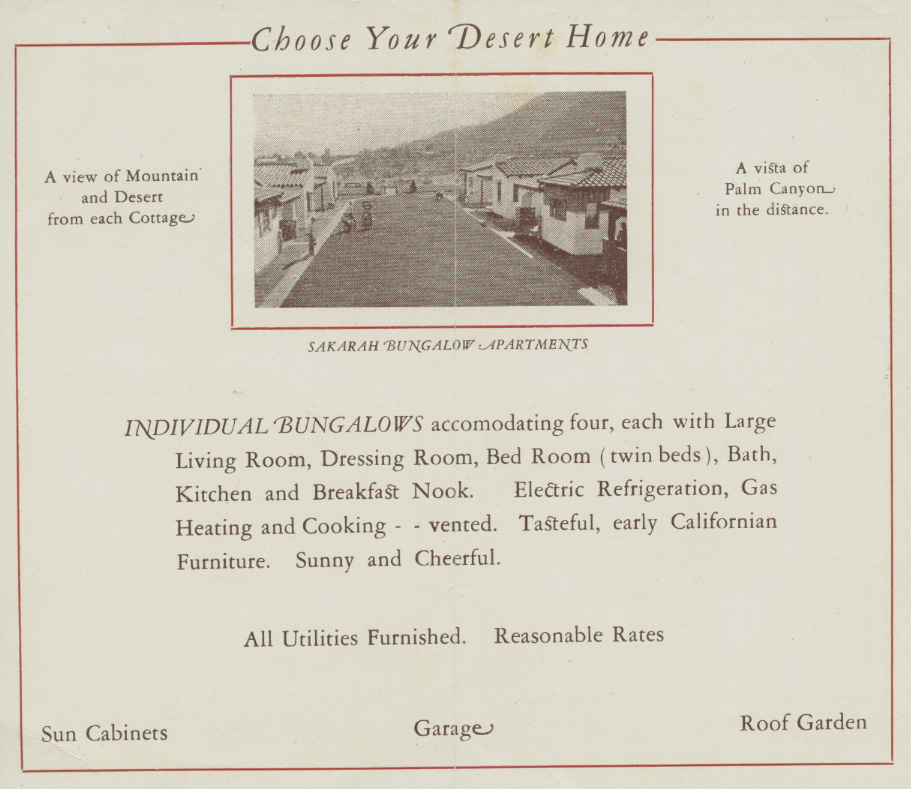 Choose Your Desert Home
A view of Mountain
and Desert
from each Cottage
A vista of
Palm Canyon
in the distance.
SAKARAH BUNGALOW APARTMENTS
INDIVIDUAL BUNGALOWS accomodating four, each with Large
Living Room, Dressing Room, Bed Room (twin beds), Bath,
Kitchen and Breakfast Nook. Electric Refrigeration, Gas
Heating and Cooking - - vented. Tasteful, early Californian
Furniture. Sunny and Cheerful.
All Utilities Furnished. Reasonable Rates
Sun Cabinets
Garage
Roof Garden